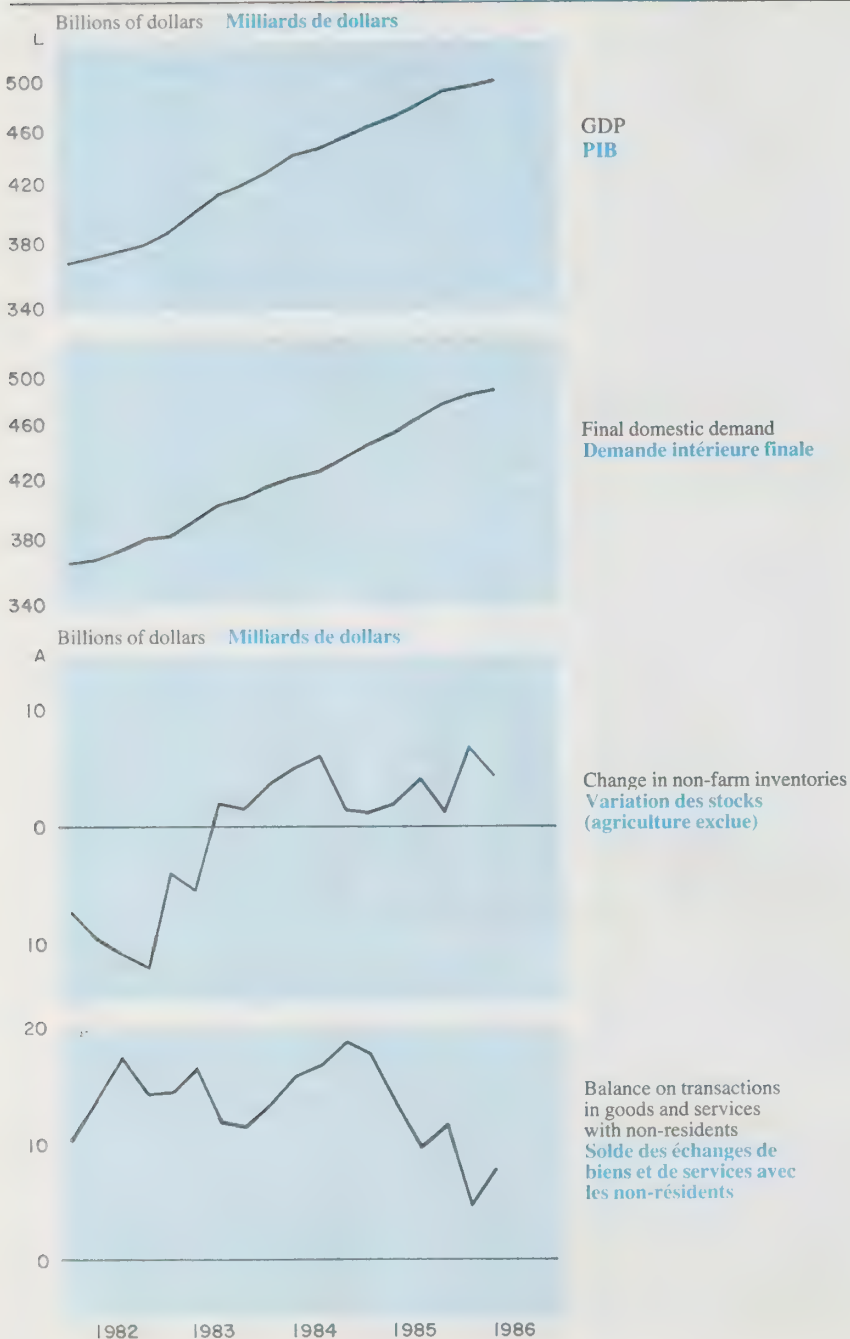 Billions of dollars Milliards de dollars
L
500
460
420
380
340
GDP
PIB
500
460
420
380
340
Final domestic demand
Demande intérieure finale
Billions of dollars Milliards de dollars
A
10
0
10
Change in non-farm inventories
Variation des stocks
(agriculture exclue)
20
10
0
Balance on transactions
in goods and services
with non-residents
Solde des échanges de
biens et de services avec
les non-résidents
1982 1983 1984 1985 1986